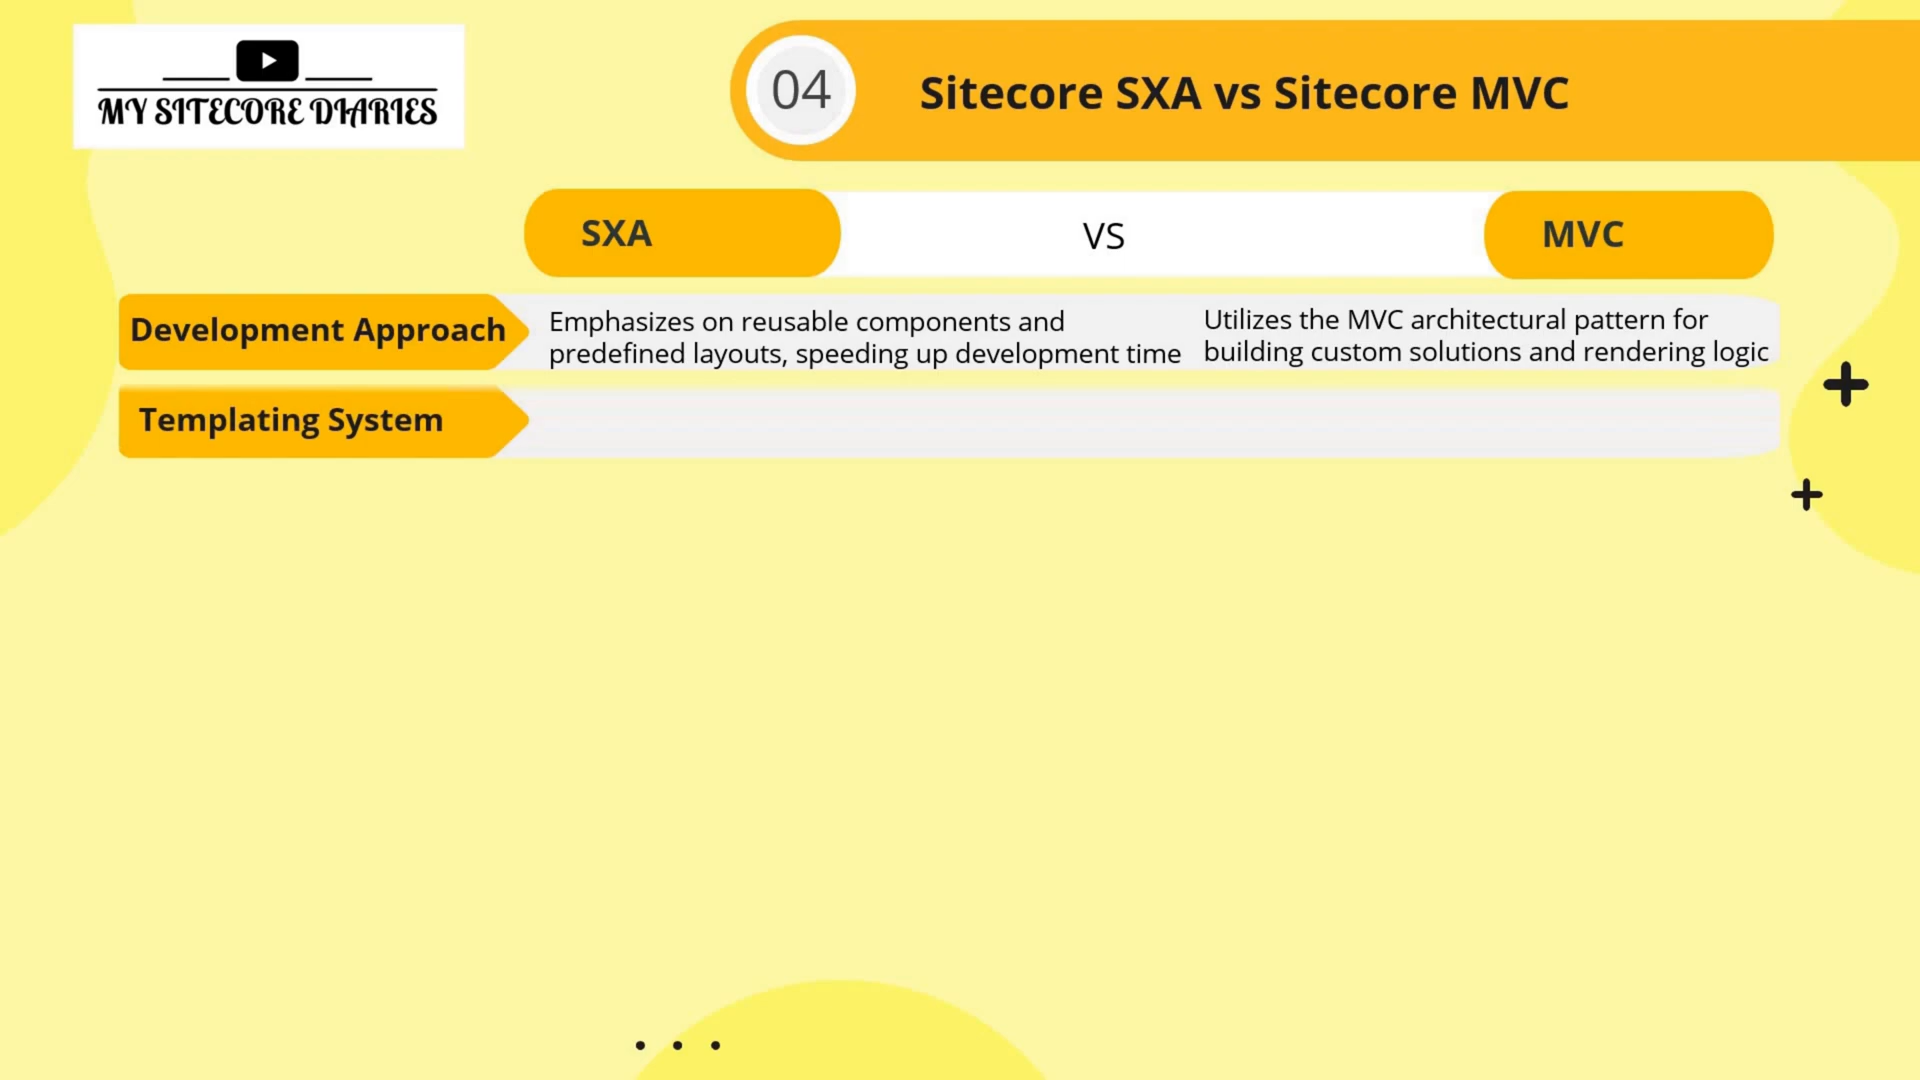 MY SITECORE DIARIES
04
Sitecore SXA vs Sitecore MVC
SXA
VS
MVC
Development Approach
Emphasizes on reusable components and
predefined layouts, speeding up development time
Utilizes the MVC architectural pattern for
building custom solutions and rendering logic
Templating System